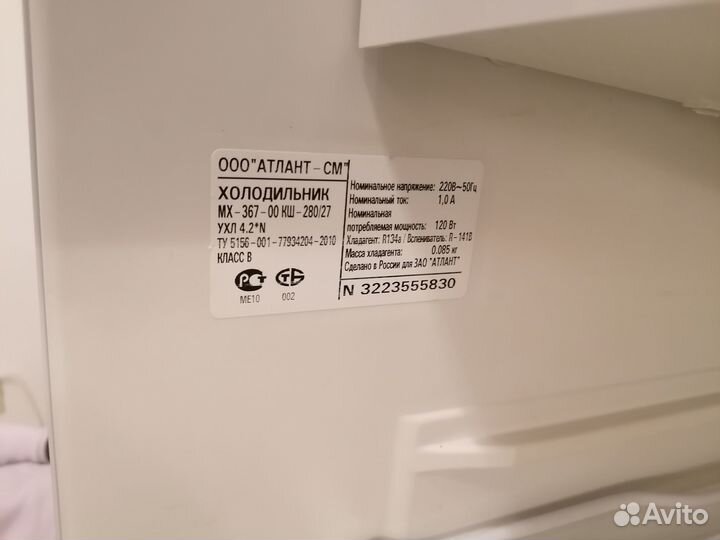 ООО"АТЛАНТ-СМ"
ХОЛОДИЛЬНИК
МХ-367-00 КШ-280/27
УХЛ 4.2*N
ТУ 5156-001-77934204-2010
КЛАСС В
РСТ
МЕ10
002
Номинальное напряжение: 220В~50Гц
Номинальный ток: 1,0 А
Номинальная
потребляемая мощность: 120 Вт
Хладагент: R134a / Вспениватель: R-141B
Масса хладагента: 0.085 кг
Сделано в России для ЗАО "АТЛАНТ"
N 3223555830
Avito